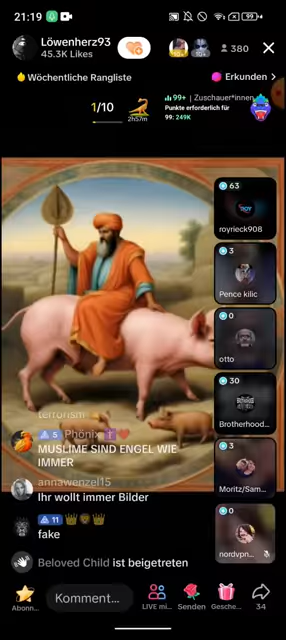 21:19
99+
Löwenherz93
45.3K Likes
380
Wöchentliche Rangliste
Erkunden >
1/10
2h57m
99+ | Zuschauer*innen
Punkte erforderlich für
99: 249K
63
royrieck908
3
Pence kilic
0
otto
30
Brotherhood...
3
Moritz/Sam...
0
nordvpn...
terrorism
5 Phönix
MUSLIME SIND ENGEL WIE
IMMER
annawenzel15
Ihr wollt immer Bilder
11
fake
Beloved Child ist beigetreten
Abonn...
Komment...
LIVE mi...
Senden
Gesche...
34